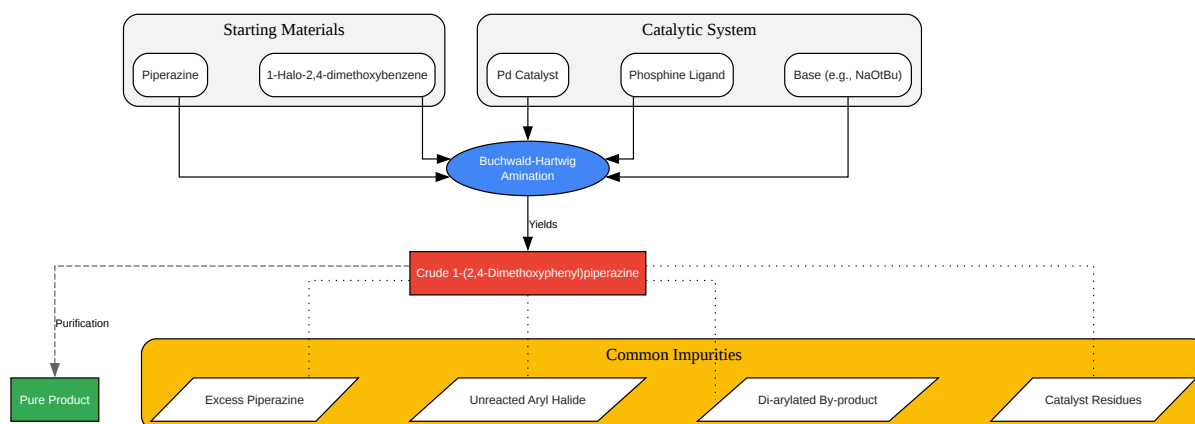 Starting Materials
Catalytic System
Piperazine
1-Halo-2,4-dimethoxybenzene
Pd Catalyst
Phosphine Ligand
Base (e.g., NaOtBu)
Buchwald-Hartwig
Amination
Yields
Crude 1-(2,4-Dimethoxyphenyl)piperazine
Purification
Common Impurities
Pure Product
Excess Piperazine
Unreacted Aryl Halide
Di-arylated By-product
Catalyst Residues